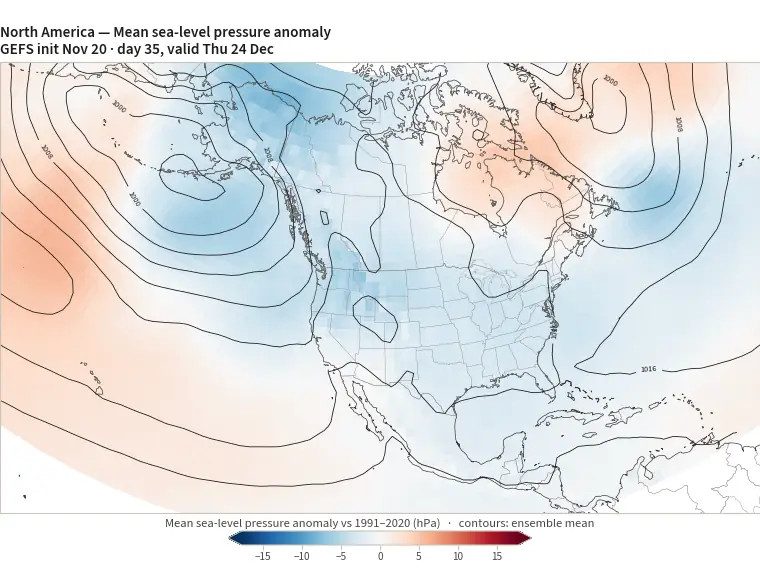 North America — Mean sea-level pressure anomaly
GEFS init Nov 20 · day 35, valid Thu 24 Dec
1000
1000
1008
1008
1008
1000
1016
Mean sea-level pressure anomaly vs 1991–2020 (hPa)   ·   contours: ensemble mean
−15 −10 −5 0 5 10 15